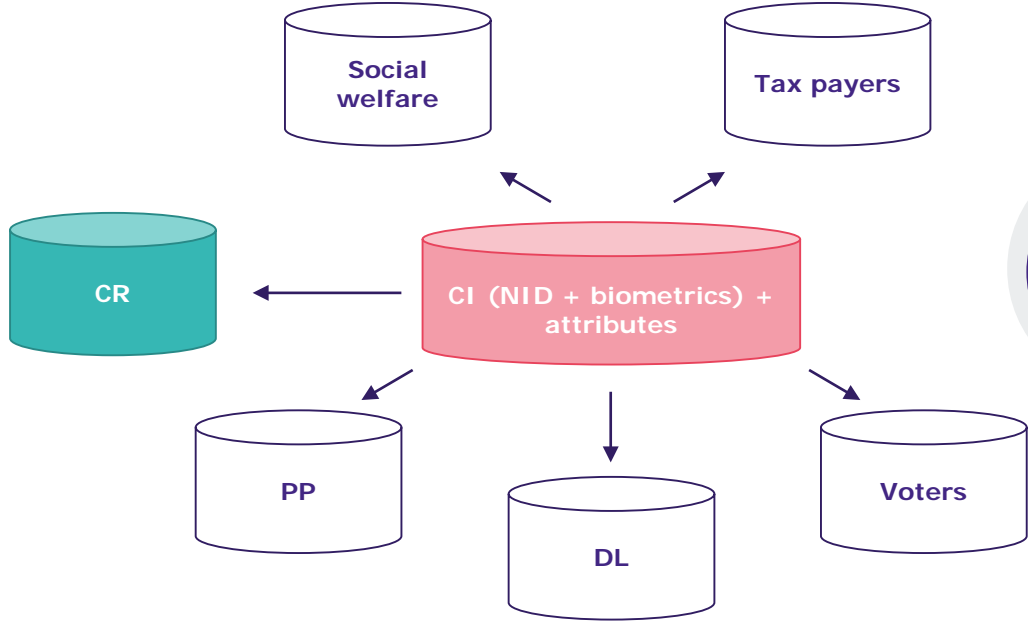 Social
welfare
Tax payers
CR
CI (NID + biometrics) +
attributes
PP
DL
Voters